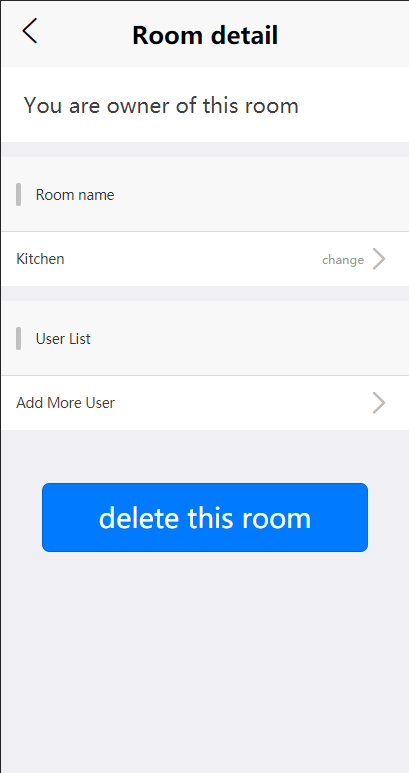 Room detail
You are owner of this room
Room name
Kitchen
change
User List
Add More User
delete this room